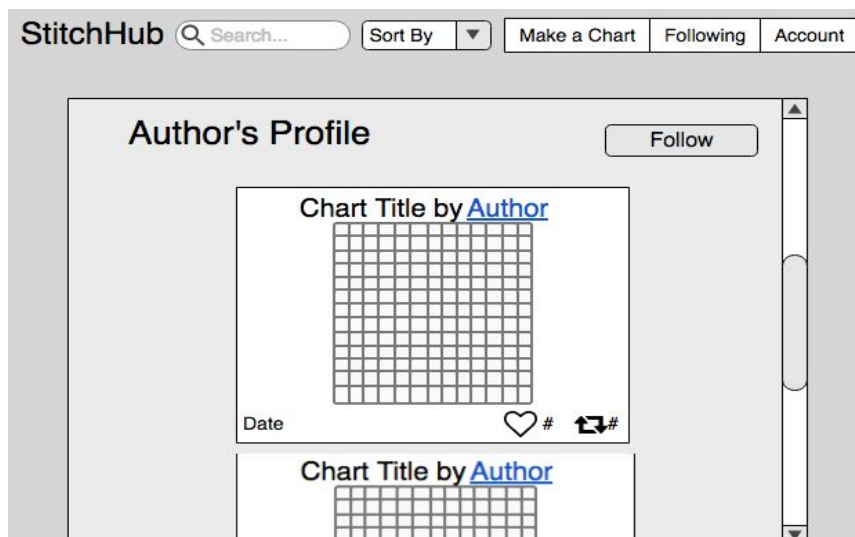 StitchHub Search... Sort By Make a Chart Following Account
Author's Profile Follow
Chart Title by Author
Date # #
Chart Title by Author